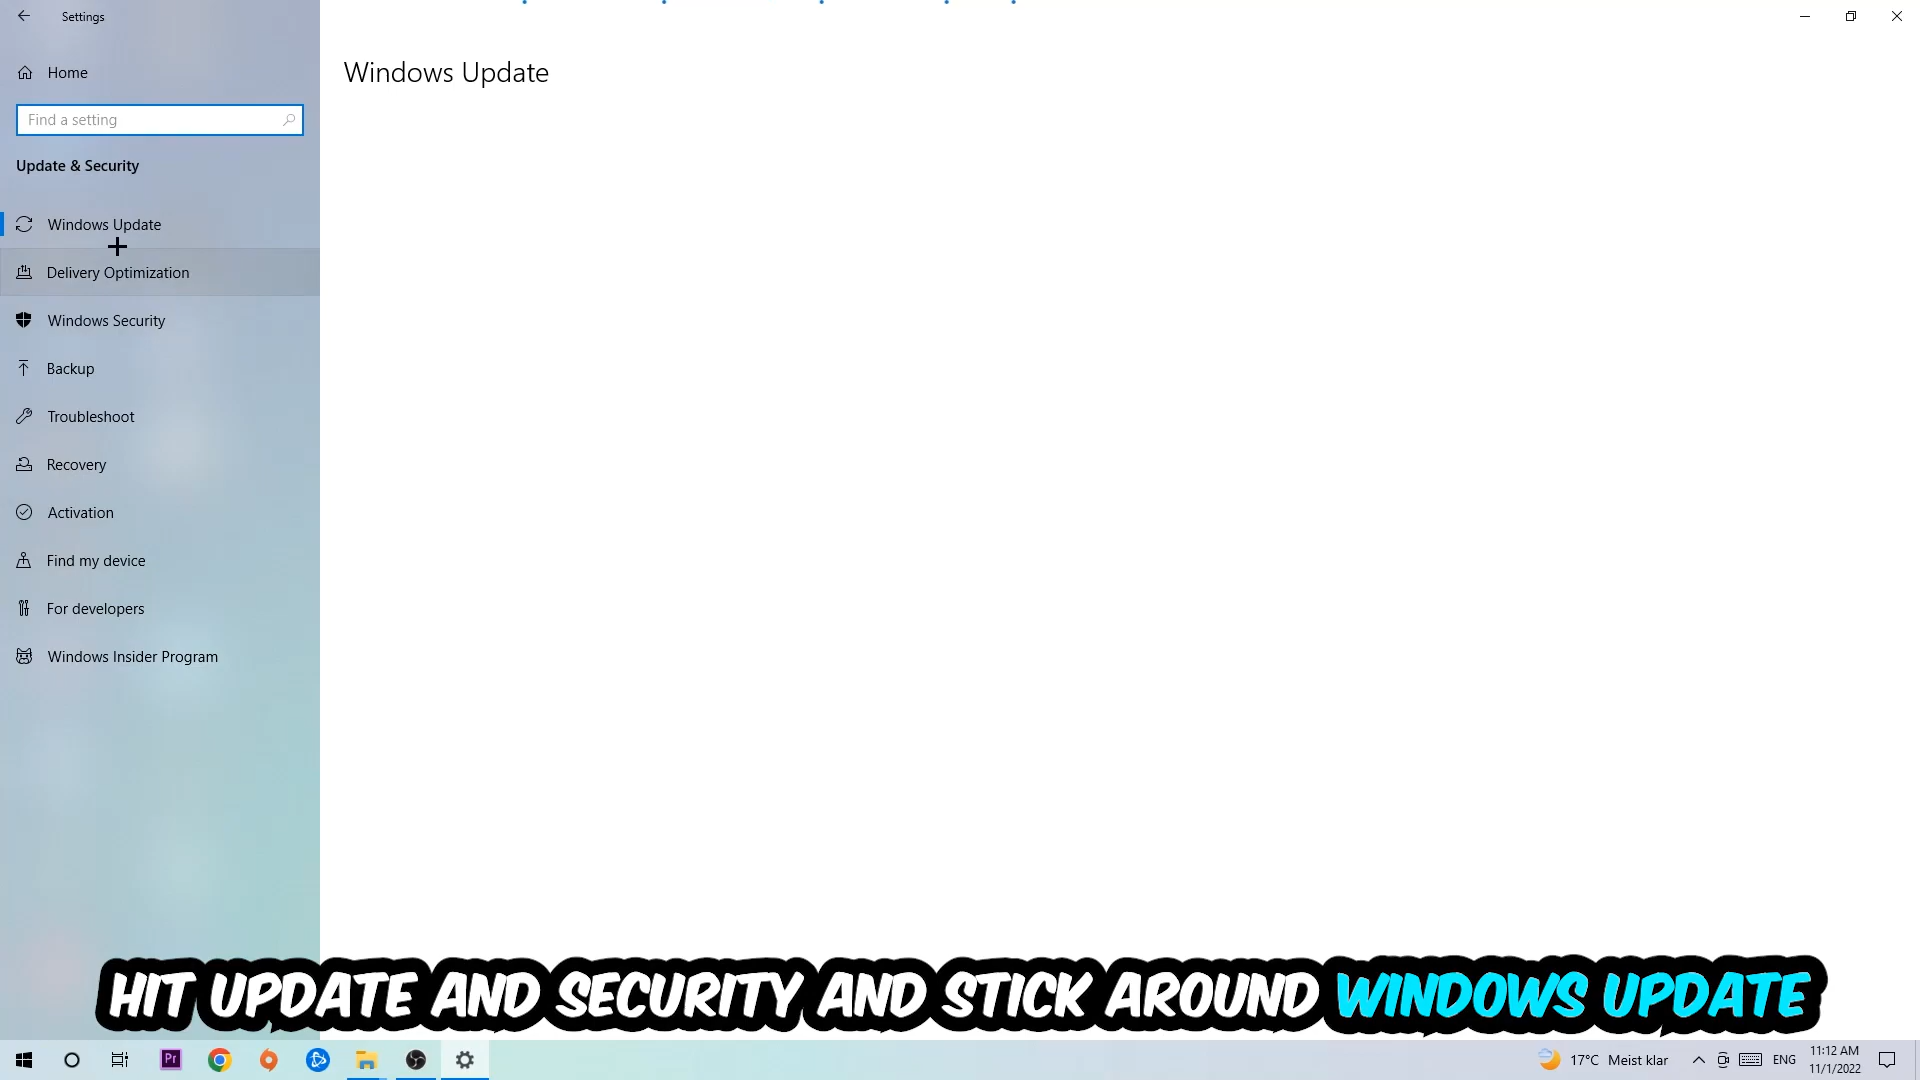 Settings
Home
Find a setting
Update & Security
Windows Update
Delivery Optimization
Windows Security
Backup
Troubleshoot
Recovery
Activation
Find my device
For developers
Windows Insider Program
Windows Update
HIT UPDATE AND SECURITY AND STICK AROUND WINDOWS UPDATE
Pr
17°C Meist klar
ENG
11:12 AM
11/1/2022